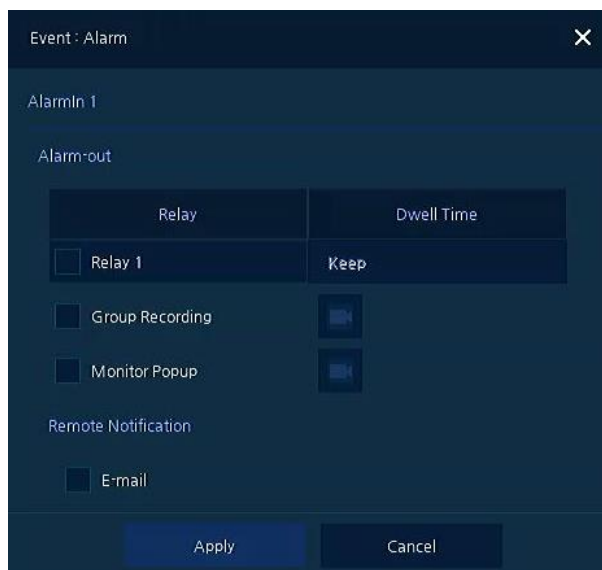 Event : Alarm
AlarmIn 1
Alarm-out
Relay Dwell Time
Relay 1 Keep
Group Recording
Monitor Popup
Remote Notification
E-mail
Apply Cancel